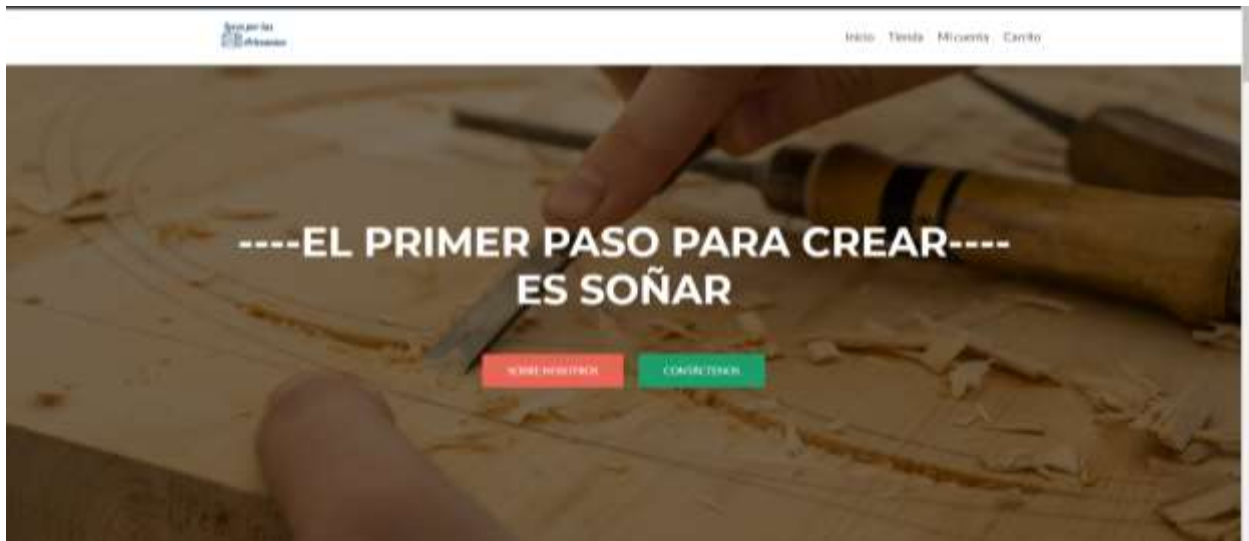 Inicio Tienda Mi cuenta Carrito
----EL PRIMER PASO PARA CREAR----
ES SOÑAR
SOBRE NOSOTROS CONTÁCTENOS